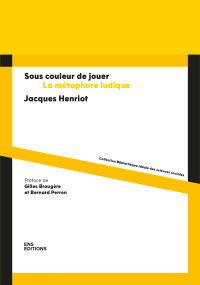 Sous couleur de jouer
La métaphore ludique
Jacques Henriot
Collection Bibliothèque idéale des sciences sociales
Préface de
Gilles Brougère
et Bernard Perron
ENS
ÉDITIONS